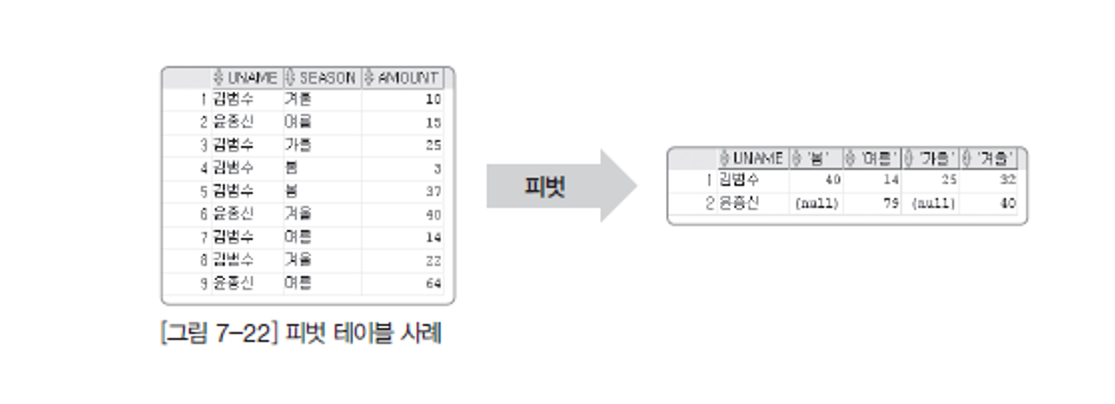 UNAME SEASON AMOUNT
1 김범수 겨울 10
2 윤종신 여름 15
3 김범수 가을 25
4 김범수 봄 3
5 김범수 봄 37
6 윤종신 겨울 40
7 김범수 여름 14
8 김범수 겨울 22
9 윤종신 여름 64
피벗
UNAME '봄' '여름' '가을' '겨울'
1 김범수 40 14 25 32
2 윤종신 (null) 79 (null) 40
[그림 7-22] 피벗 테이블 사례